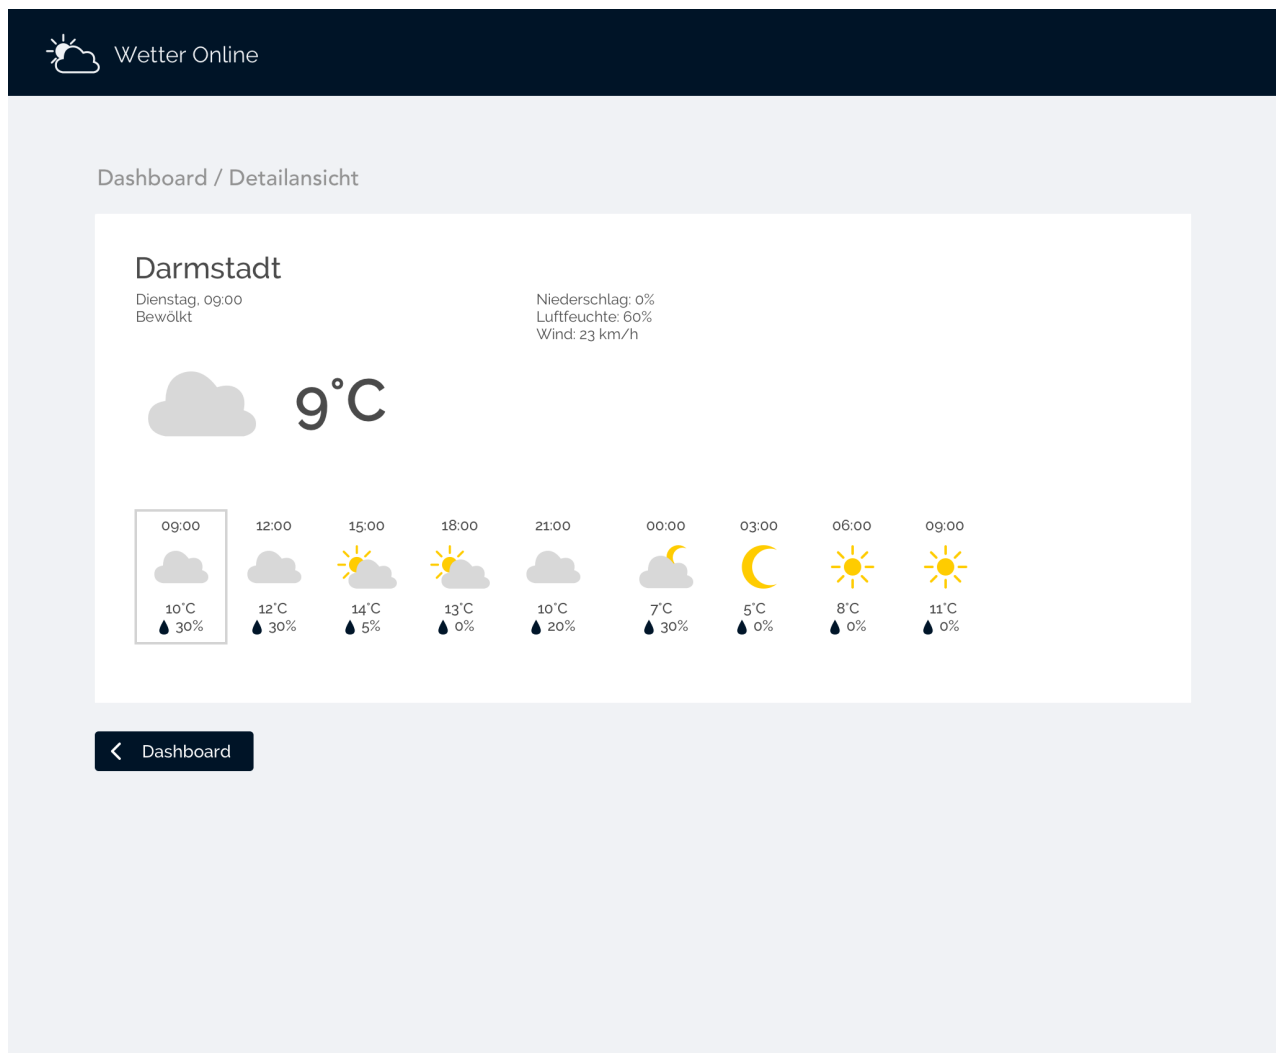 Wetter Online
Dashboard / Detailansicht
Darmstadt
Dienstag, 09:00
Bewölkt
Niederschlag: 0%
Luftfeuchte: 60%
Wind: 23 km/h
9°C
09:00 12:00 15:00 18:00 21:00 00:00 03:00 06:00 09:00
10°C 12°C 14°C 13°C 10°C 7°C 5°C 8°C 11°C
30% 30% 5% 0% 20% 30% 0% 0% 0%
Dashboard